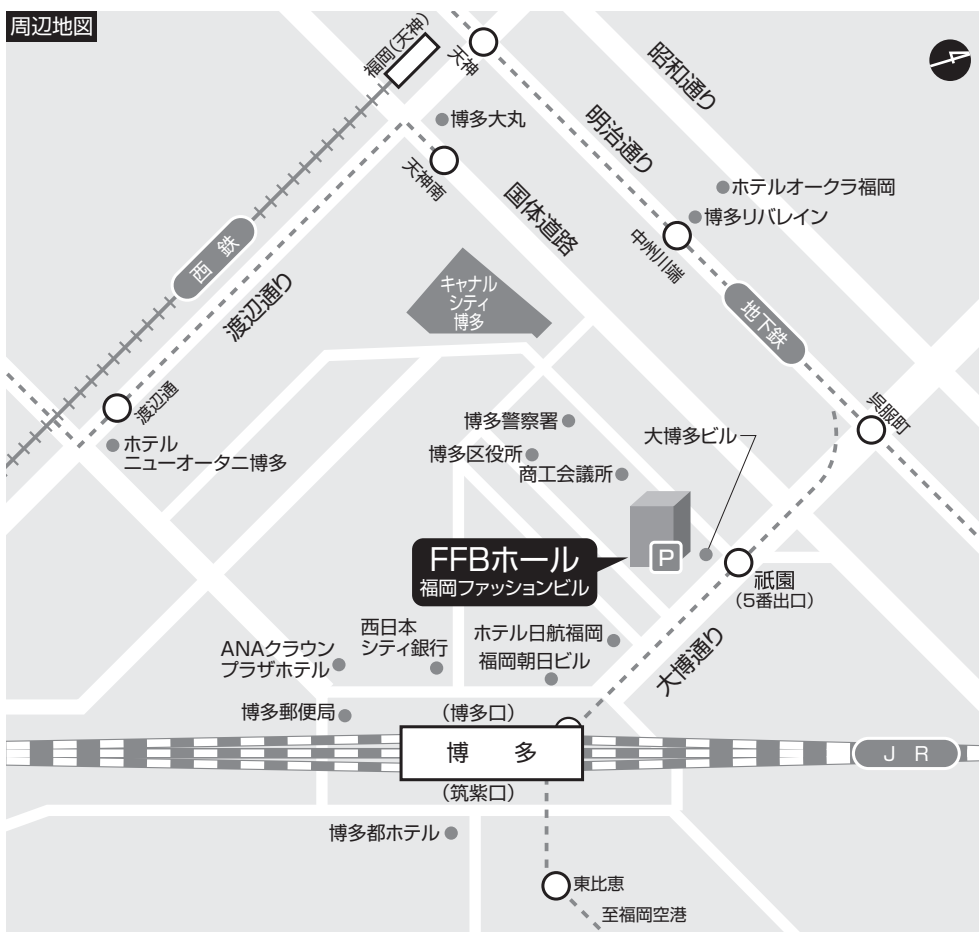 周辺地図
福岡(天神)
天神
昭和通り
明治通り
博多大丸
天神南
国体道路
ホテルオークラ福岡
博多リバレイン
中州川端
西鉄
渡辺通り
キャナル
シティ
博多
地下鉄
渡辺通
ホテル
ニューオータニ博多
呉服町
博多警察署
大博多ビル
博多区役所
商工会議所
P
FFBホール
福岡ファッションビル
祇園
(5番出口)
大博通り
ANAクラウン
プラザホテル
西日本
シティ銀行
ホテル日航福岡
福岡朝日ビル
博多郵便局
(博多口)
博多
JR
(筑紫口)
博多都ホテル
東比恵
至福岡空港